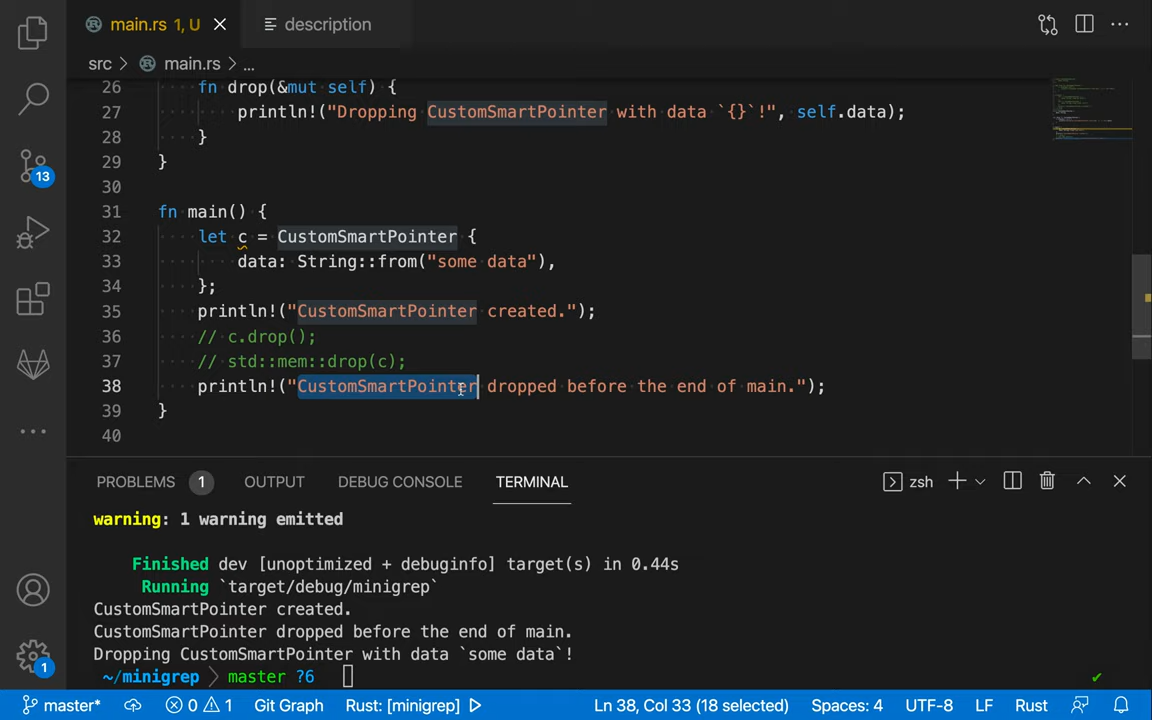 main.rs 1, U
description
src > main.rs > ...
26 fn drop(&mut self) {
27 println!("Dropping CustomSmartPointer with data `{}`!", self.data);
28 }
29 }
30
31 fn main() {
32 let c = CustomSmartPointer {
33 data: String::from("some data"),
34 };
35 println!("CustomSmartPointer created.");
36 // c.drop();
37 // std::mem::drop(c);
38 println!("CustomSmartPointer dropped before the end of main.");
39 }
40
13
PROBLEMS 1 OUTPUT DEBUG CONSOLE TERMINAL zsh
warning: 1 warning emitted
Finished dev [unoptimized + debuginfo] target(s) in 0.44s
Running `target/debug/minigrep`
CustomSmartPointer created.
CustomSmartPointer dropped before the end of main.
Dropping CustomSmartPointer with data `some data`!
~/minigrep > master ?6
1
master* 0 1 Git Graph Rust: [minigrep] Ln 38, Col 33 (18 selected) Spaces: 4 UTF-8 LF Rust